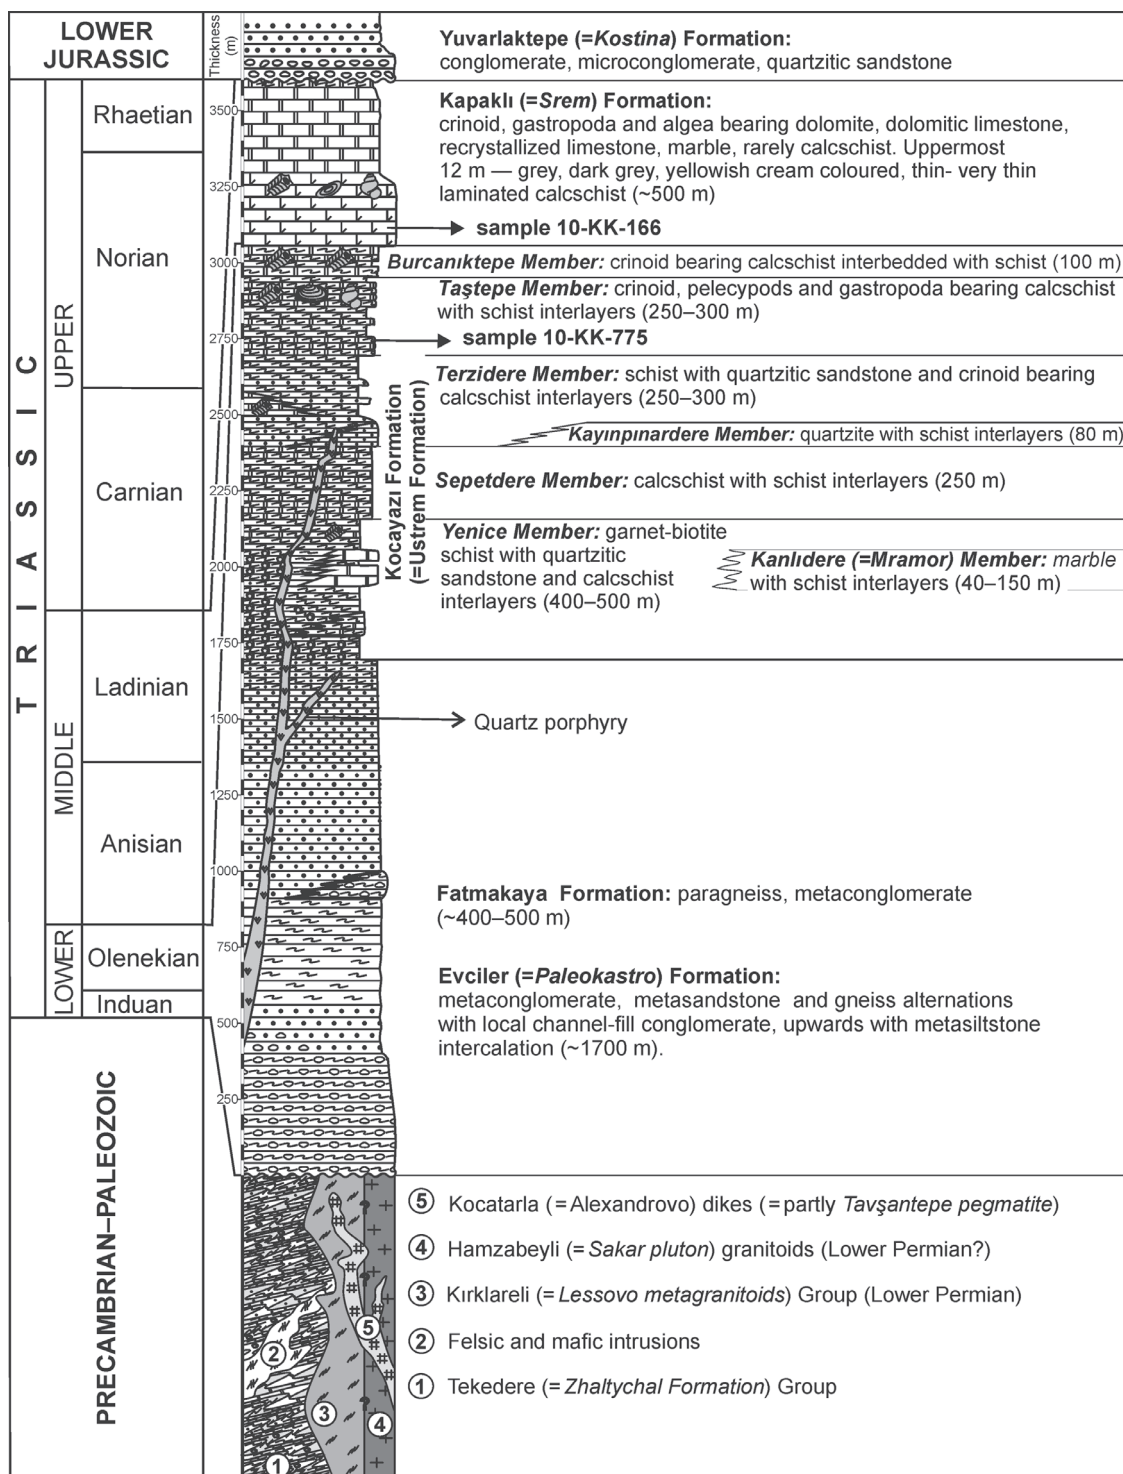 LOWER
JURASSIC
Thickness
(m)
Yuvarlaktepe (=Kostina) Formation:
conglomerate, microconglomerate, quartzitic sandstone
TRIASSIC
UPPER
MIDDLE
LOWER
Rhaetian
Norian
Carnian
Ladinian
Anisian
Olenekian
Induan
PRECAMBRIAN–PALEOZOIC
3500
3250
3000
2750
2500
2250
2000
1750
1500
1250
1000
750
500
250
Kapaklı (=Srem) Formation:
crinoid, gastropoda and algea bearing dolomite, dolomitic limestone,
recrystallized limestone, marble, rarely calcschist. Uppermost
12 m — grey, dark grey, yellowish cream coloured, thin- very thin
laminated calcschist (~500 m)
sample 10-KK-166
Burcanıktepe Member: crinoid bearing calcschist interbedded with schist (100 m)
Taştepe Member: crinoid, pelecypods and gastropoda bearing calcschist
with schist interlayers (250–300 m)
sample 10-KK-775
Kocayazı Formation
(=Ustrem Formation)
Terzidere Member: schist with quartzitic sandstone and crinoid bearing
calcschist interlayers (250–300 m)
Kayınpınardere Member: quartzite with schist interlayers (80 m)
Sepetdere Member: calcschist with schist interlayers (250 m)
Yenice Member: garnet-biotite
schist with quartzitic
sandstone and calcschist
interlayers (400–500 m)
Kanlıdere (=Mramor) Member: marble
with schist interlayers (40–150 m)
Quartz porphyry
Fatmakaya Formation: paragneiss, metaconglomerate
(~400–500 m)
Evciler (=Paleokastro) Formation:
metaconglomerate, metasandstone and gneiss alternations
with local channel-fill conglomerate, upwards with metasiltstone
intercalation (~1700 m).
5 Kocatarla (=Alexandrovo) dikes (=partly Tavşantepe pegmatite)
4 Hamzabeyli (=Sakar pluton) granitoids (Lower Permian?)
3 Kırklareli (=Lessovo metagranitoids) Group (Lower Permian)
2 Felsic and mafic intrusions
1 Tekedere (=Zhaltychal Formation) Group
5
2
3
4
1